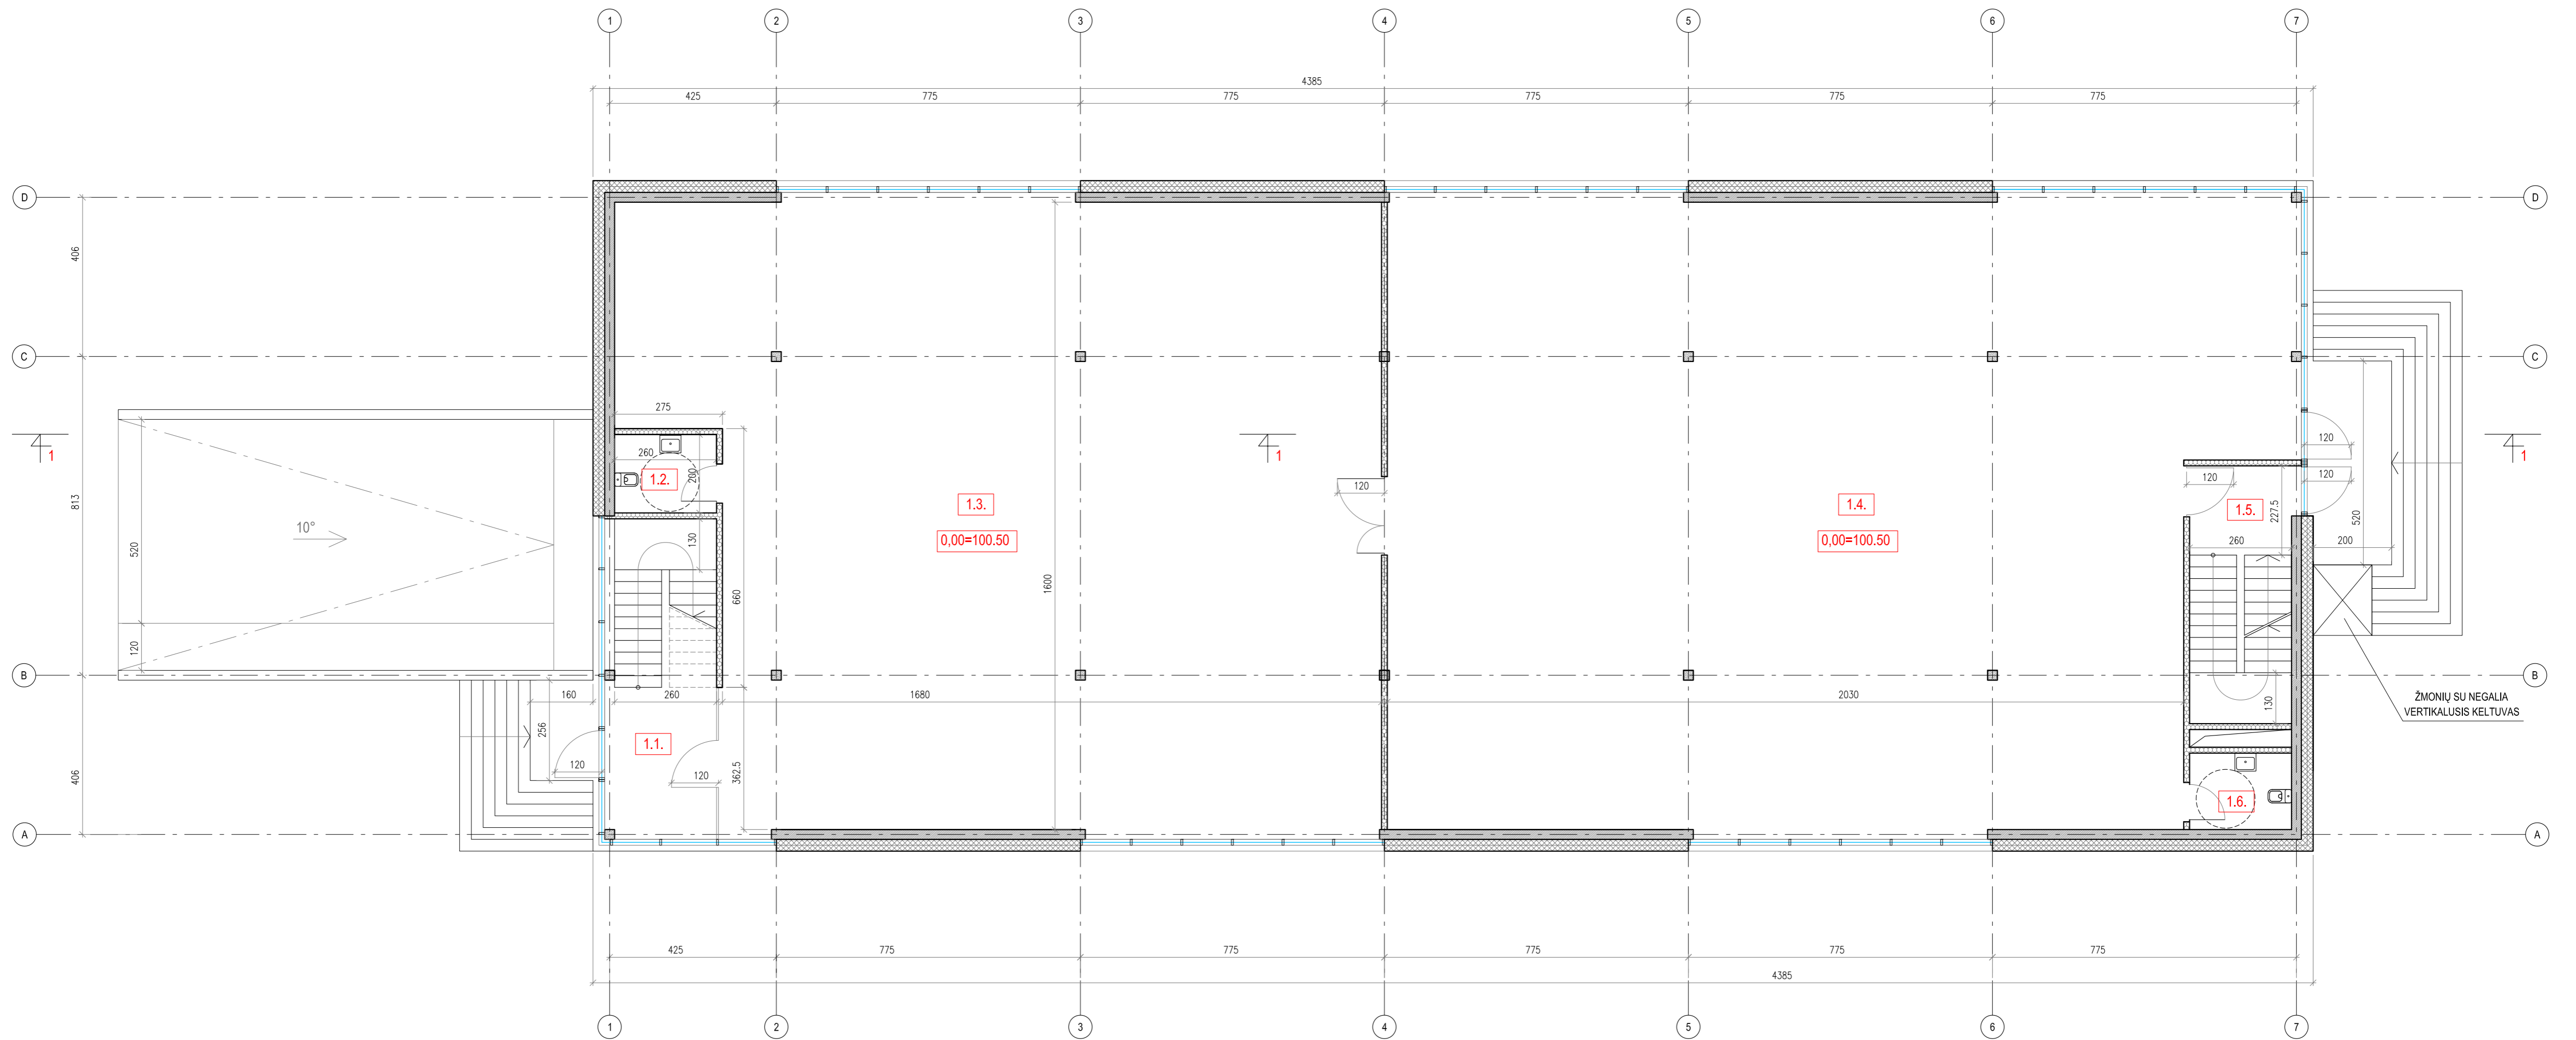 1 2 3 4 5 6 7
4385
425 775 775 775 775 775
D D
406
C C
275
1 1 1
260 200 1.2.
120
120
120
120
1.3. 1.4. 1.5.
227.5
813
10°
0,00=100.50 0,00=100.50
520
130
260 200
520
660
1600
120
B B
160 260 1680 2030
130
ŽMONIŲ SU NEGALIA
VERTIKALUSIS KELTUVAS
256
1.1.
120 120
362.5
406
1.6.
A A
425 775 775 775 775 775
4385
1 2 3 4 5 6 7